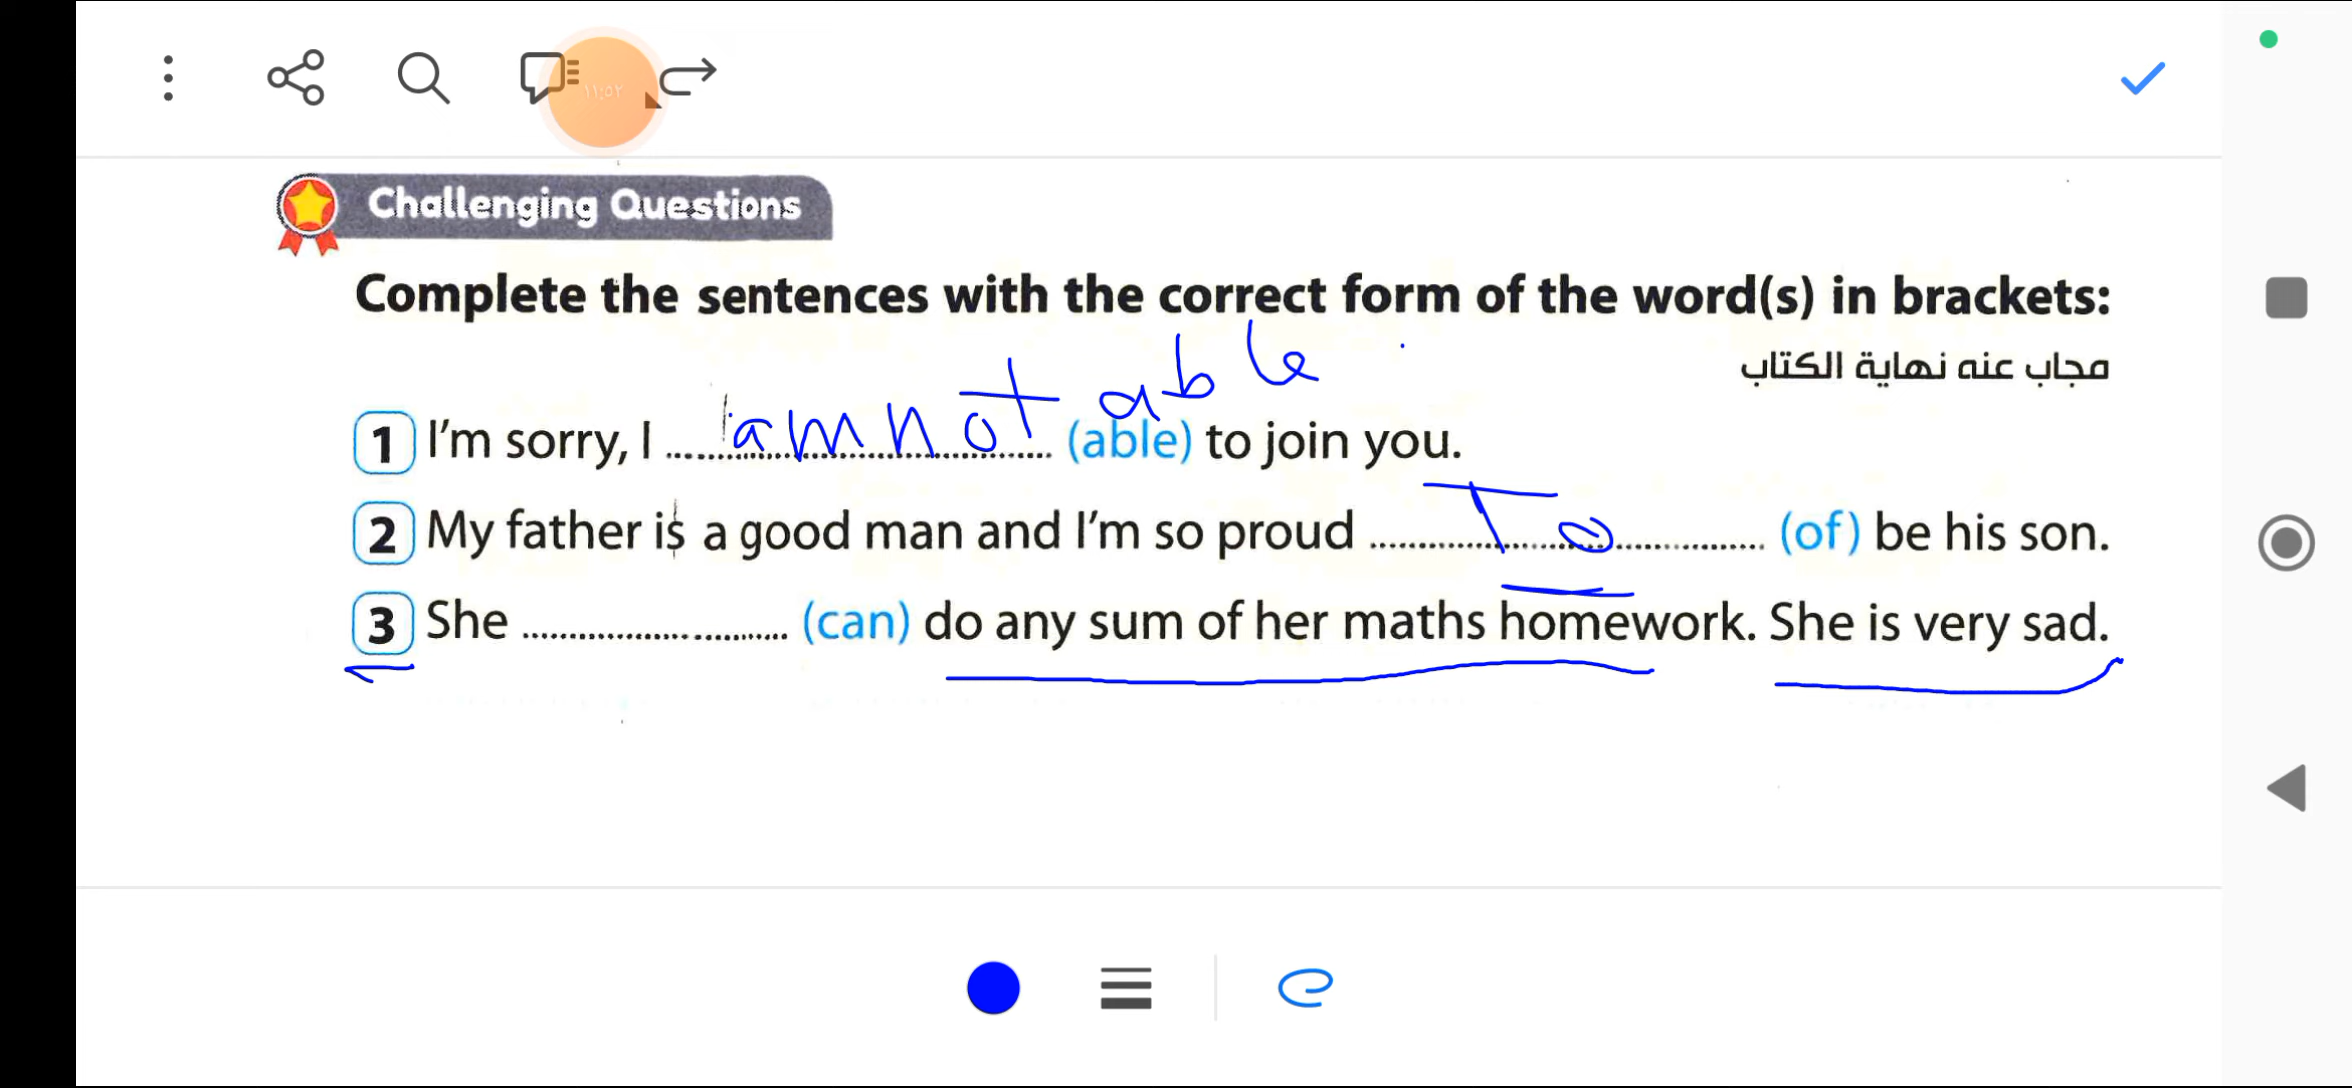 ١١:٥٢
Challenging Questions
Complete the sentences with the correct form of the word(s) in brackets:
مجاب عنه نهاية الكتاب
able
1 I'm sorry, I ........ am not ........ (able) to join you.
2 My father is a good man and I'm so proud ........ To ........ (of) be his son.
3 She ........................ (can) do any sum of her maths homework. She is very sad.